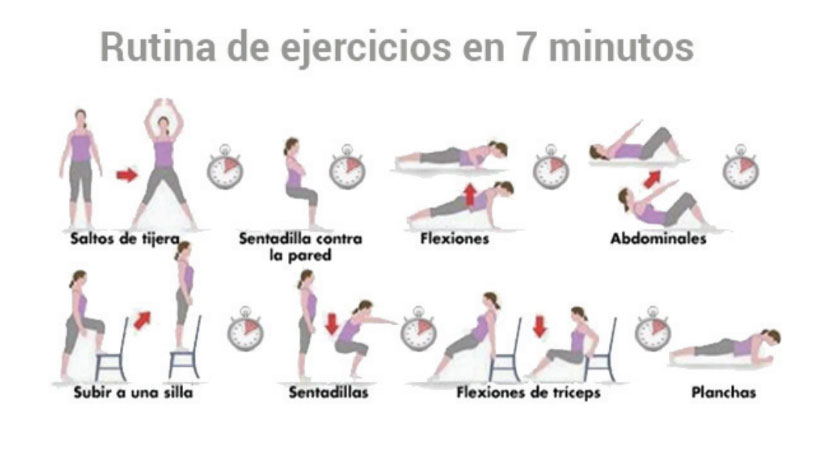 Rutina de ejercicios en 7 minutos
Saltos de tijera
Sentadilla contra
la pared
Flexiones
Abdominales
Subir a una silla
Sentadillas
Flexiones de tríceps
Planchas